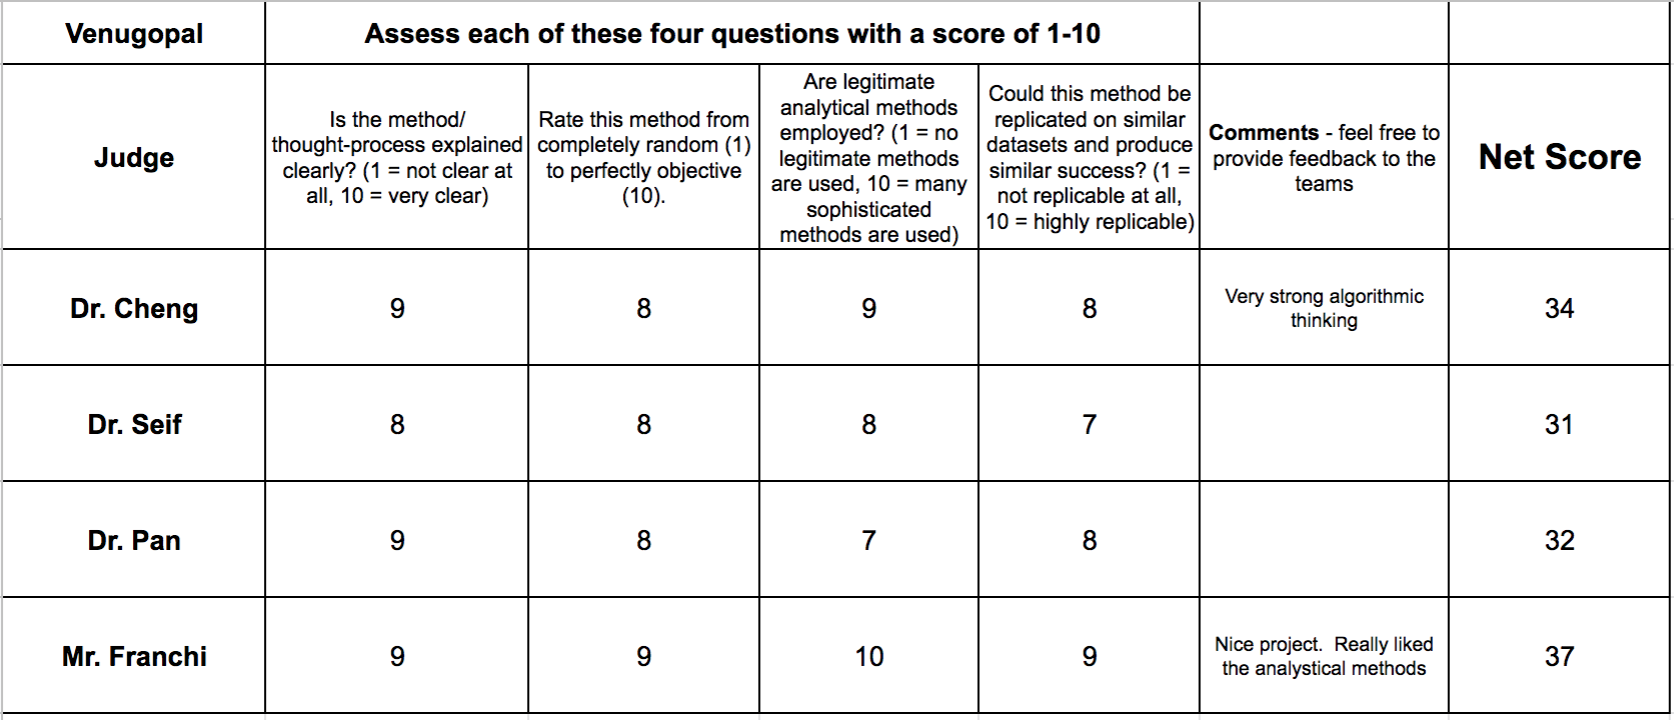 Venugopal
Assess each of these four questions with a score of 1-10
Judge
Is the method/
thought-process explained
clearly? (1 = not clear at
all, 10 = very clear)
Rate this method from
completely random (1)
to perfectly objective
(10).
Are legitimate
analytical methods
employed? (1 = no
legitimate methods
are used, 10 = many
sophisticated
methods are used)
Could this method be
replicated on similar
datasets and produce
similar success? (1 =
not replicable at all,
10 = highly replicable)
Comments - feel free to
provide feedback to the
teams
Net Score
Dr. Cheng
9
8
9
8
Very strong algorithmic
thinking
34
Dr. Seif
8
8
8
7
31
Dr. Pan
9
8
7
8
32
Mr. Franchi
9
9
10
9
Nice project.  Really liked
the analystical methods
37